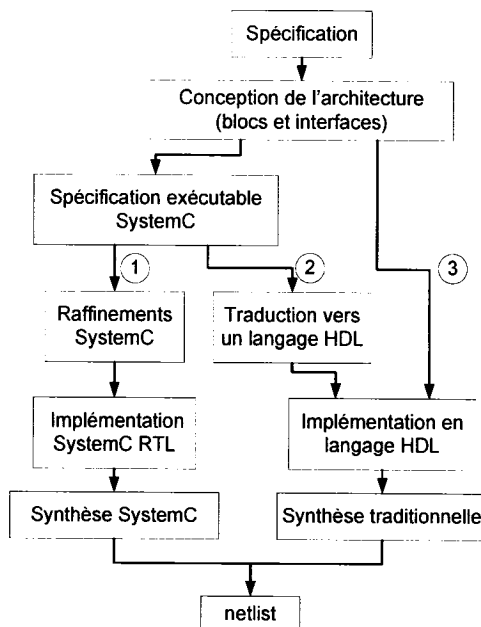 Spécification
Conception de l'architecture
(blocs et interfaces)
Spécification exécutable
SystemC
1
2
3
Raffinements
SystemC
Traduction vers
un langage HDL
Implémentation
SystemC RTL
Implémentation en
langage HDL
Synthèse SystemC
Synthèse traditionnelle
netlist